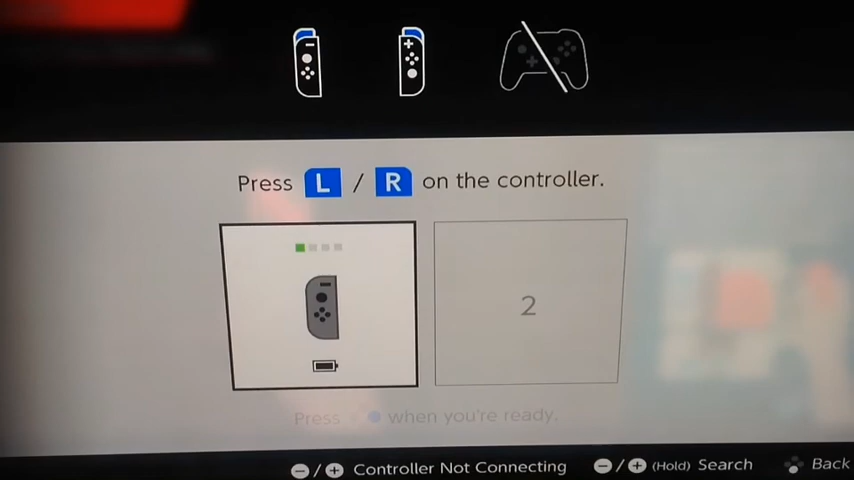 Press L / R on the controller.
2
Press when you're ready.
−/+ Controller Not Connecting −/+ (Hold) Search Back